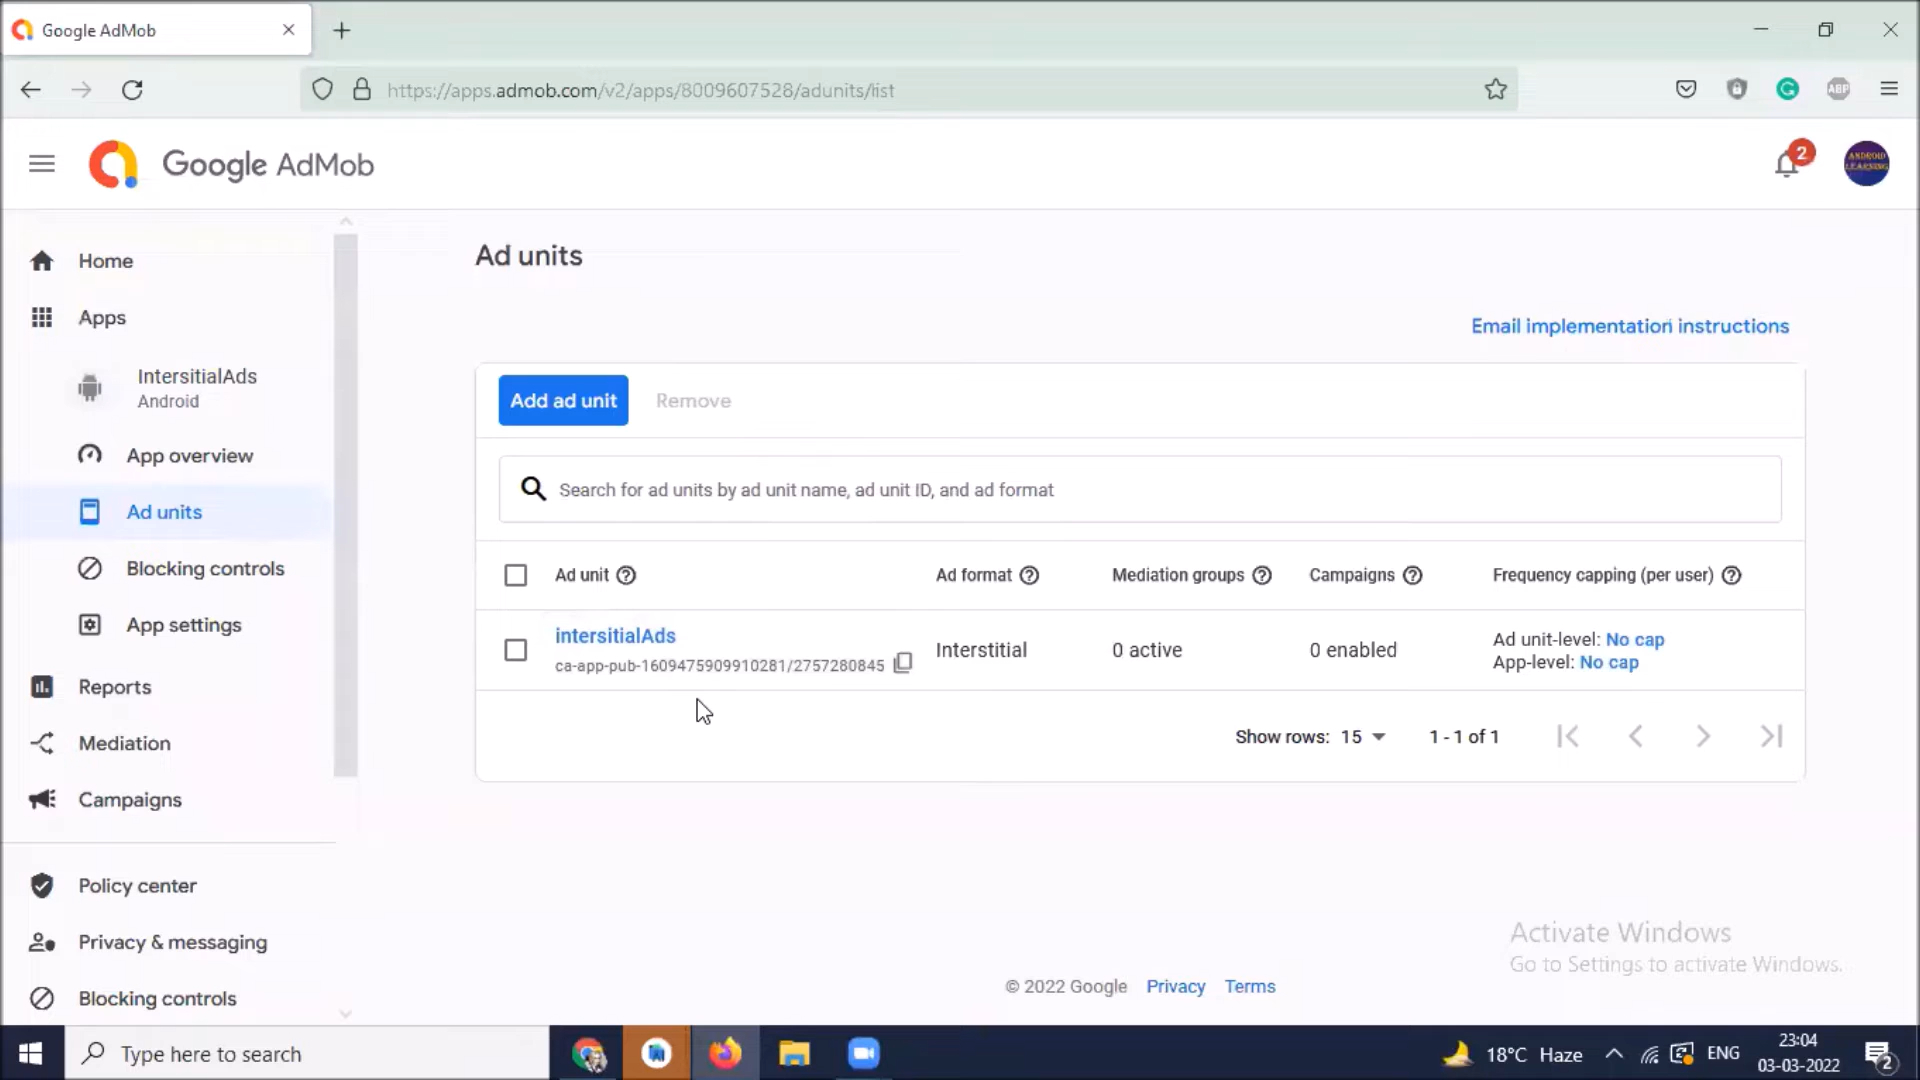 Google AdMob
https://apps.admob.com/v2/apps/8009607528/adunits/list
ABP
Google AdMob
2
ANDROID
LEARNING
Home
Apps
IntersitialAds
Android
App overview
Ad units
Blocking controls
App settings
Reports
Mediation
Campaigns
Policy center
Privacy & messaging
Blocking controls
Ad units
Email implementation instructions
Add ad unit
Remove
Search for ad units by ad unit name, ad unit ID, and ad format
Ad unit
Ad format
Mediation groups
Campaigns
Frequency capping (per user)
intersitialAds
ca-app-pub-1609475909910281/2757280845
Interstitial
0 active
0 enabled
Ad unit-level: No cap
App-level: No cap
Show rows: 15
1 - 1 of 1
Activate Windows
Go to Settings to activate Windows.
© 2022 Google Privacy Terms
Type here to search
18°C Haze
ENG
23:04
03-03-2022
2